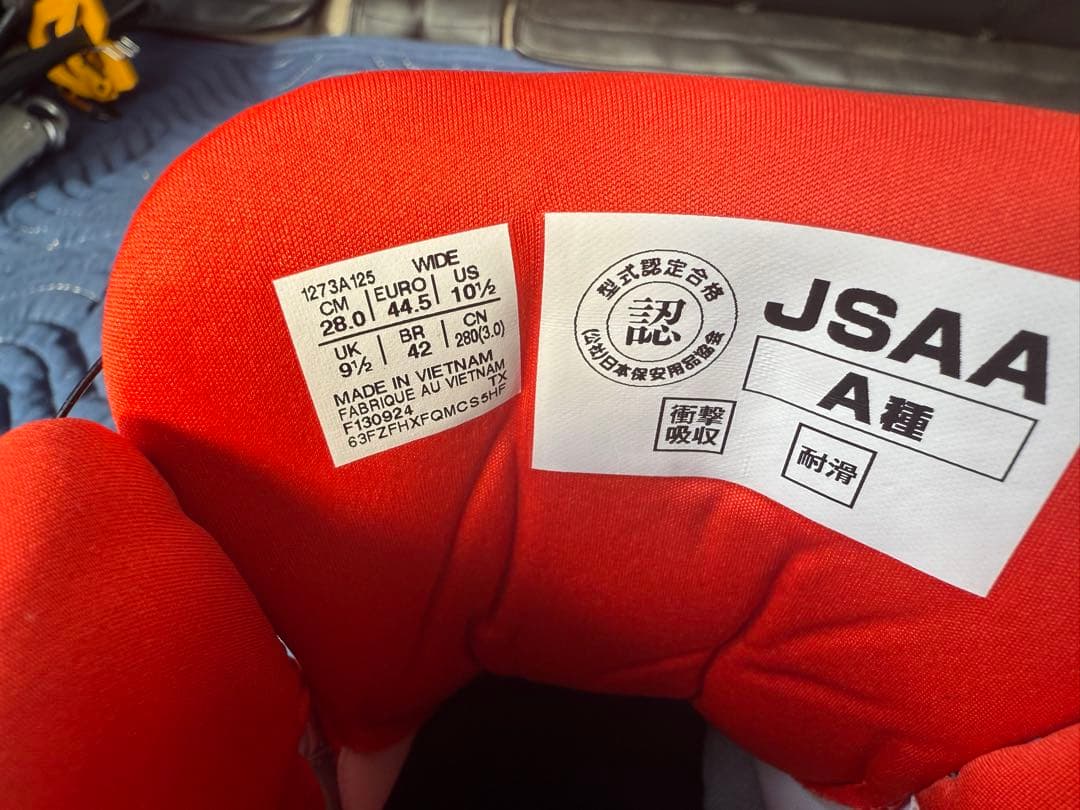 1273A125 WIDE
CM EURO US
28.0 44.5 10½
UK BR CN
9½ 42 280(3.0)
MADE IN VIETNAM
FABRIQUE AU VIETNAM
TX
F130924
63FZFHXFQMCS5HF
型式認定合格
認
(公社)日本保安用品協会
衝撃
吸収
JSAA
A種
耐滑